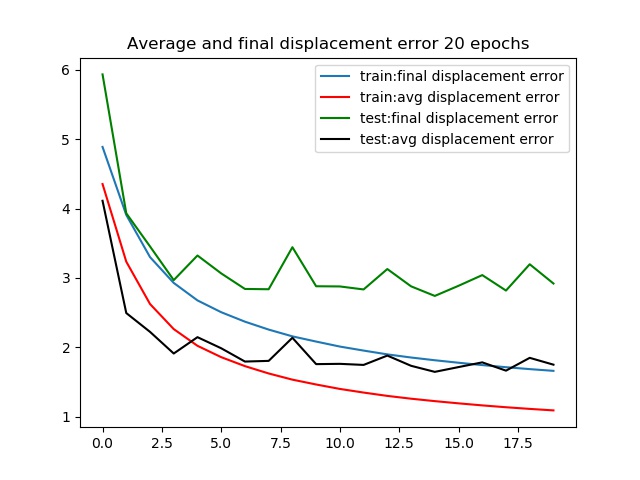 Average and final displacement error 20 epochs
train:final displacement error
train:avg displacement error
test:final displacement error
test:avg displacement error
6
5
4
3
2
1
0.0 2.5 5.0 7.5 10.0 12.5 15.0 17.5